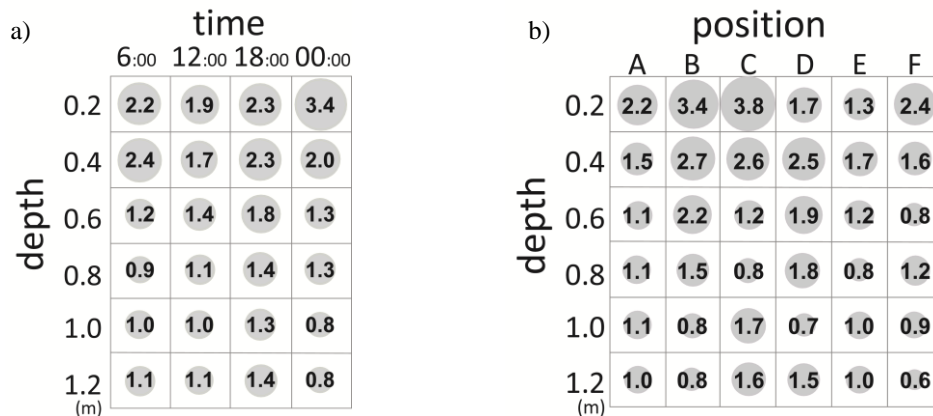 a)
time
6:00 12:00 18:00 00:00
depth
0.2 2.2 1.9 2.3 3.4
0.4 2.4 1.7 2.3 2.0
0.6 1.2 1.4 1.8 1.3
0.8 0.9 1.1 1.4 1.3
1.0 1.0 1.0 1.3 0.8
1.2 1.1 1.1 1.4 0.8
(m)
b)
position
A B C D E F
depth
0.2 2.2 3.4 3.8 1.7 1.3 2.4
0.4 1.5 2.7 2.6 2.5 1.7 1.6
0.6 1.1 2.2 1.2 1.9 1.2 0.8
0.8 1.1 1.5 0.8 1.8 0.8 1.2
1.0 1.1 0.8 1.7 0.7 1.0 0.9
1.2 1.0 0.8 1.6 1.5 1.0 0.6
(m)